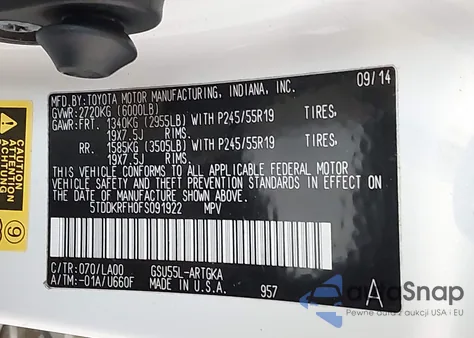 MFD.BY:TOYOTA MOTOR MANUFACTURING, INDIANA, INC. 09/14
GVWR:2720KG (6000LB)
GAWR:FRT. 1340KG (2955LB) WITH P245/55R19 TIRES,
19X7.5J RIMS.
RR. 1585KG (3505LB) WITH P245/55R19 TIRES,
19X7.5J RIMS.
THIS VEHICLE CONFORMS TO ALL APPLICABLE FEDERAL MOTOR
VEHICLE SAFETY AND THEFT PREVENTION STANDARDS IN EFFECT
ON THE DATE OF MANUFACTURE SHOWN ABOVE.
5TDDKRFH0FS091922 MPV
C/TR:070/LA00 GSU55L-ARTGKA
A/TM:-01A/U660F MADE IN U.S.A. 957 A
CAUTION
ATTENTION
ACHTUNG
9
AutoSnap
Pewne auta z aukcji USA i EU